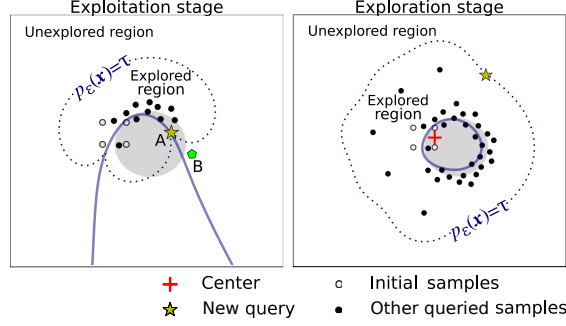 Exploitation stage
Unexplored region
pε(x)=τ
Explored
region
A
B
Exploration stage
Unexplored region
Explored
region
pε(x)=τ
Center
Initial samples
New query
Other queried samples